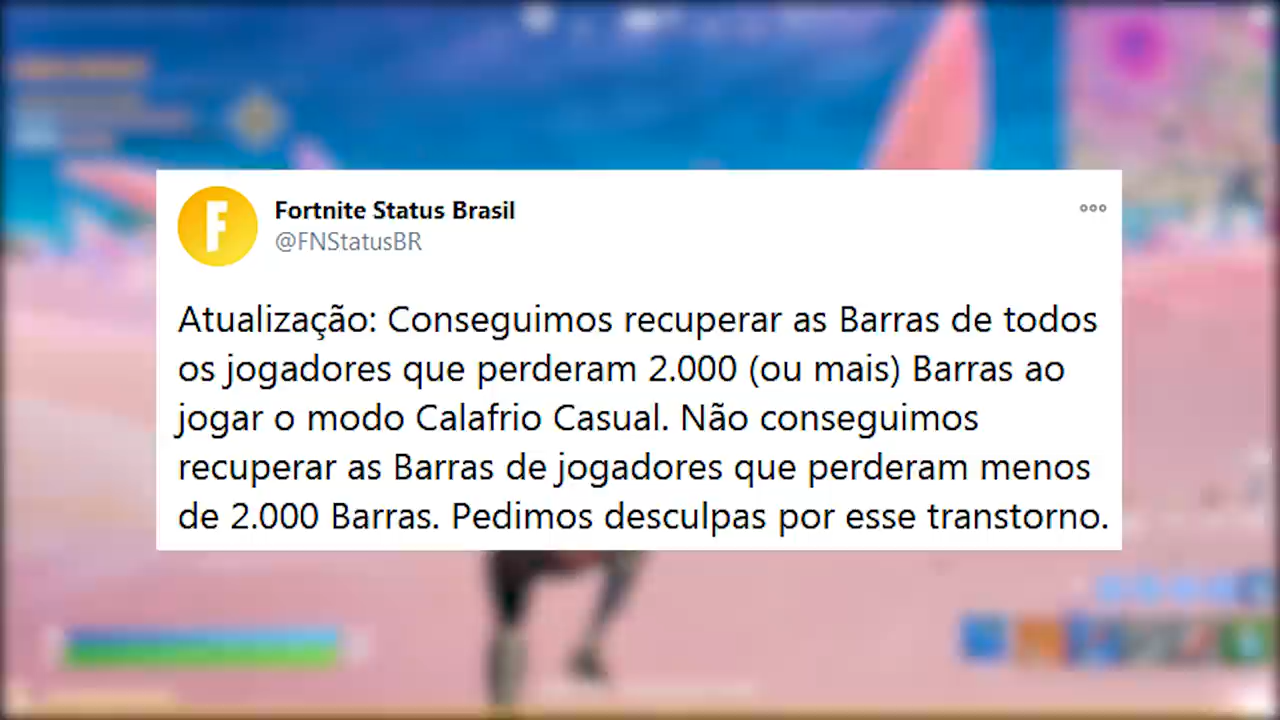 Fortnite Status Brasil
@FNStatusBR
Atualização: Conseguimos recuperar as Barras de todos
os jogadores que perderam 2.000 (ou mais) Barras ao
jogar o modo Calafrio Casual. Não conseguimos
recuperar as Barras de jogadores que perderam menos
de 2.000 Barras. Pedimos desculpas por esse transtorno.